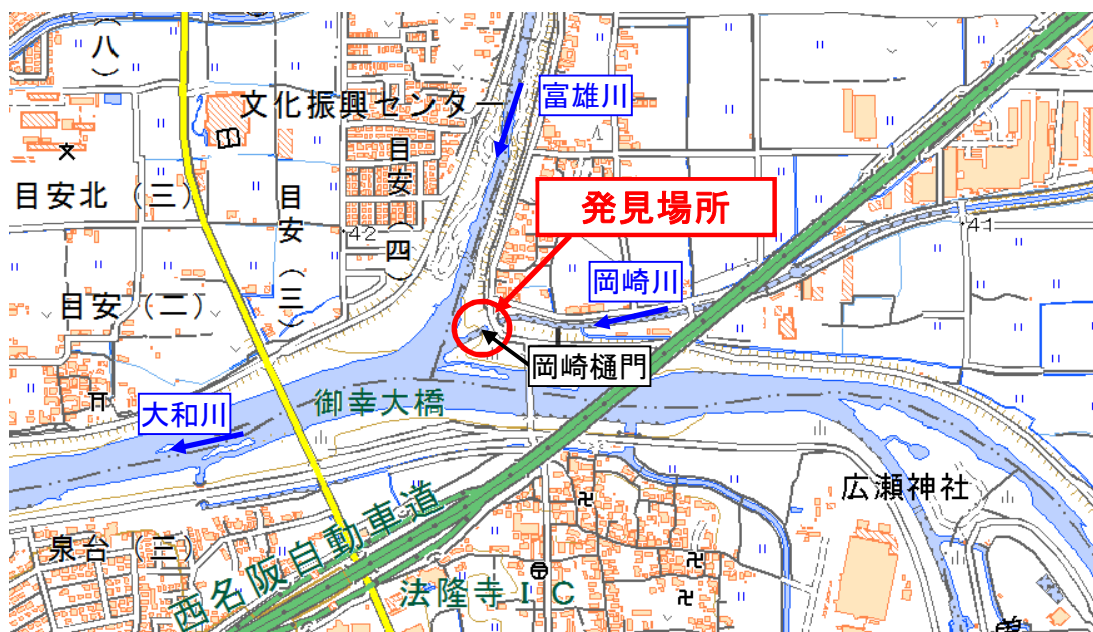 (八)
文化振興センター
富雄川
目安北(三)
目安(四)
目安(三)
発見場所
・42
・41
岡崎川
目安(二)
岡崎樋門
御幸大橋
大和川
広瀬神社
西名阪自動車道
泉台(三)
法隆寺IC